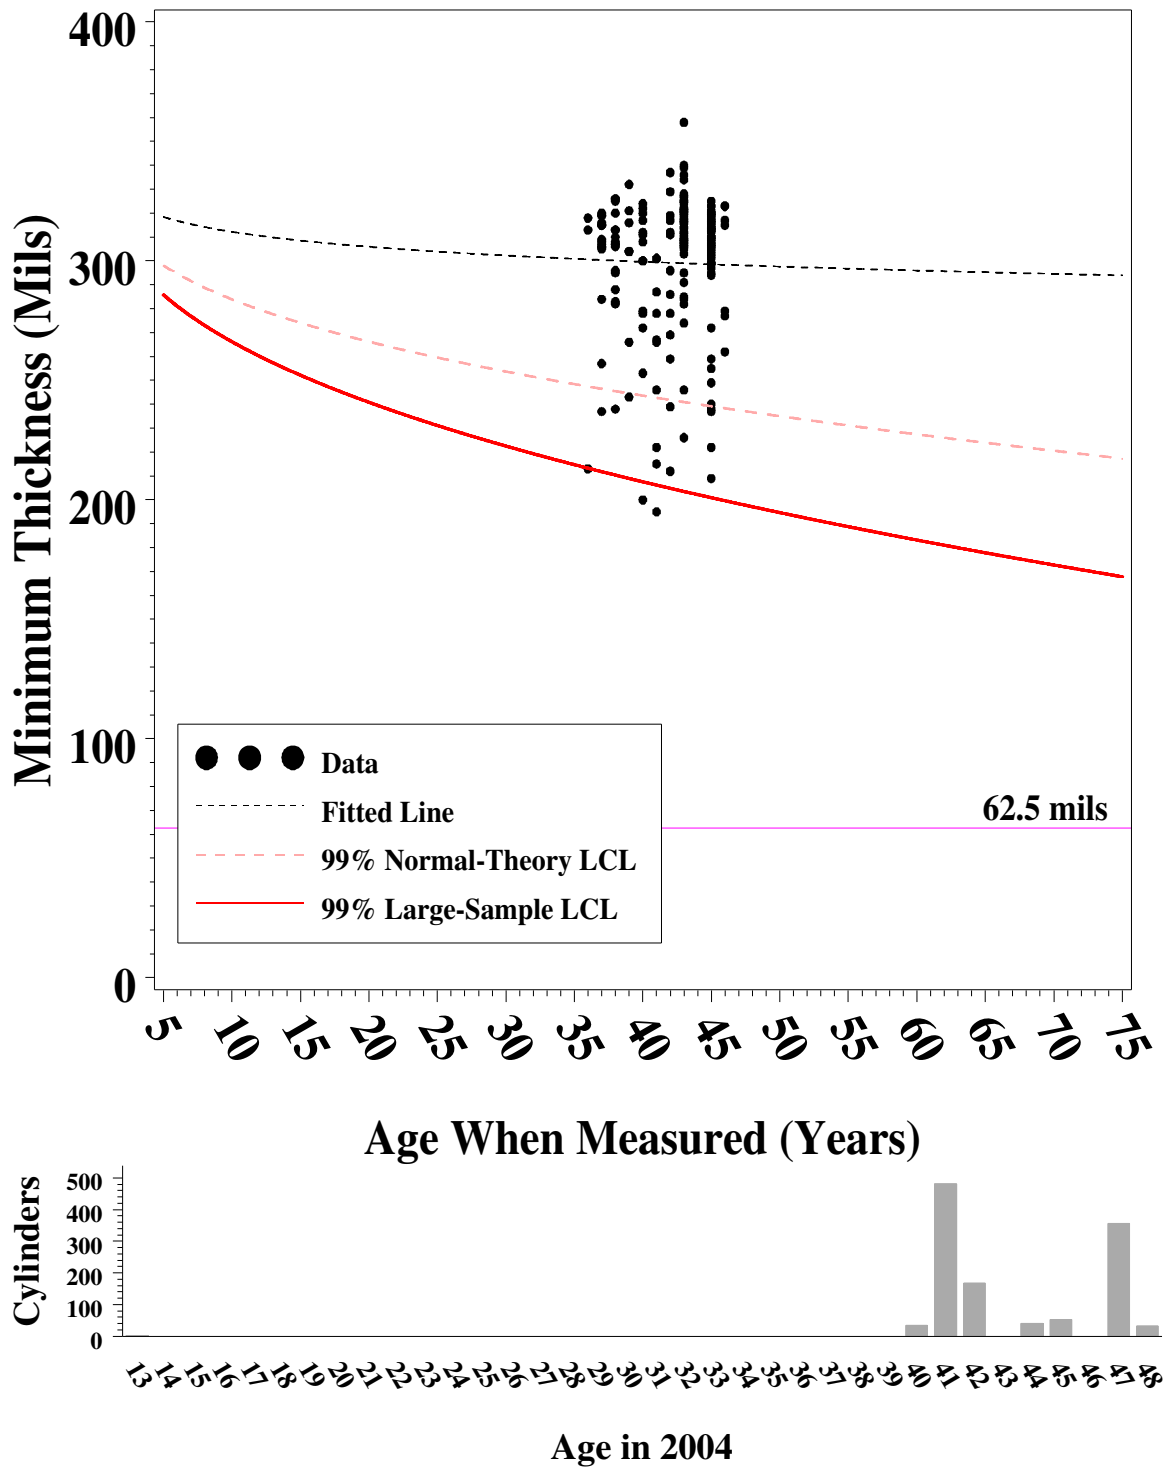 Minimum Thickness (Mils)
400
300
200
100
0
Data
Fitted Line
99% Normal-Theory LCL
99% Large-Sample LCL
62.5 mils
5 10 15 20 25 30 35 40 45 50 55 60 65 70 75
Age When Measured (Years)
Cylinders
500
400
300
200
100
0
13 14 15 16 17 18 19 20 21 22 23 24 25 26 27 28 29 30 31 32 33 34 35 36 37 38 39 40 41 42 43 44 45 46 47 48
Age in 2004